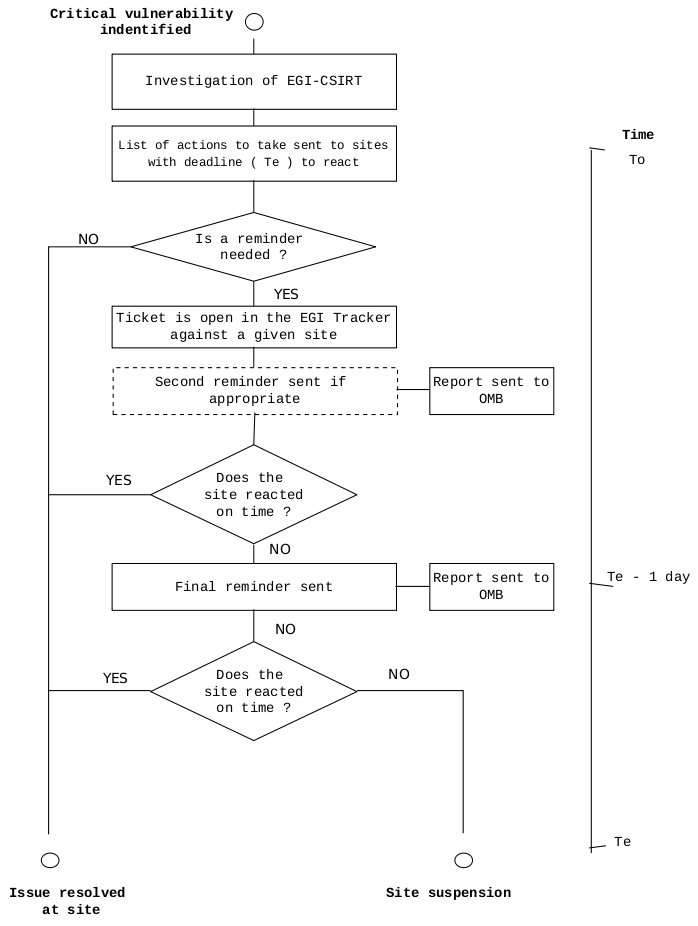 Critical vulnerability
indentified
Investigation of EGI-CSIRT
List of actions to take sent to sites
with deadline ( Te ) to react
Time
To
Is a reminder
needed ?
NO
YES
Ticket is open in the EGI Tracker
against a given site
Second reminder sent if
appropriate
Report sent to
OMB
Does the
site reacted
on time ?
YES
NO
Final reminder sent
Report sent to
OMB
Te - 1 day
NO
Does the
site reacted
on time ?
YES
NO
Te
Issue resolved
at site
Site suspension